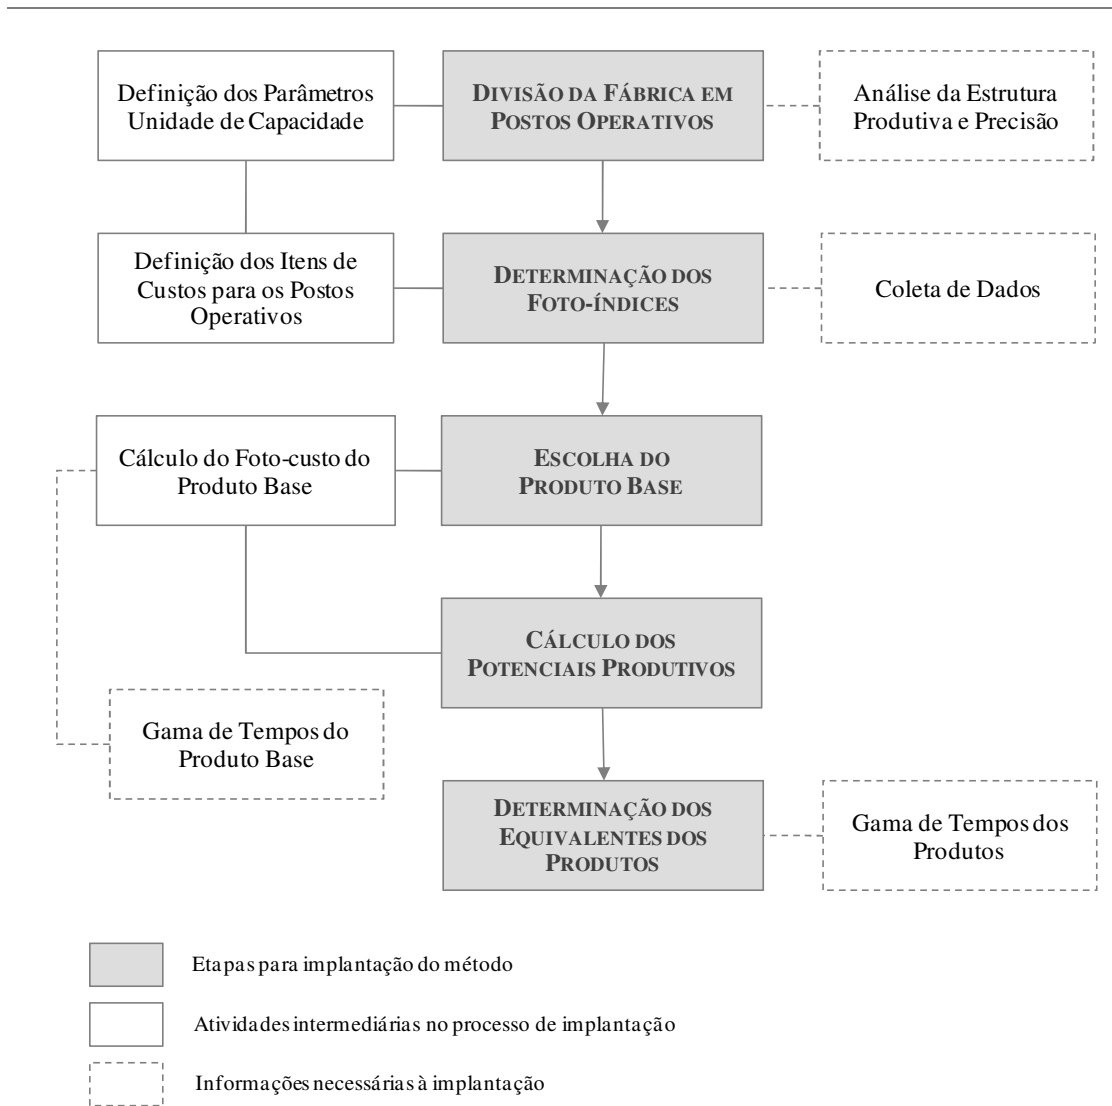 Definição dos Parâmetros
Unidade de Capacidade
DIVISÃO DA FÁBRICA EM
POSTOS OPERATIVOS
Análise da Estrutura
Produtiva e Precisão
Definição dos Itens de
Custos para os Postos
Operativos
DETERMINAÇÃO DOS
FOTO-ÍNDICES
Coleta de Dados
Cálculo do Foto-custo do
Produto Base
ESCOLHA DO
PRODUTO BASE
CÁLCULO DOS
POTENCIAIS PRODUTIVOS
Gama de Tempos do
Produto Base
DETERMINAÇÃO DOS
EQUIVALENTES DOS
PRODUTOS
Gama de Tempos dos
Produtos
Etapas para implantação do método
Atividades intermediárias no processo de implantação
Informações necessárias à implantação